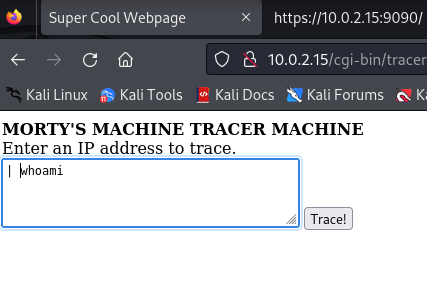 Super Cool Webpage × https://10.0.2.15:9090/
10.0.2.15/cgi-bin/tracer
Kali Linux Kali Tools Kali Docs Kali Forums Ka
MORTY'S MACHINE TRACER MACHINE
Enter an IP address to trace.
| whoami
Trace!